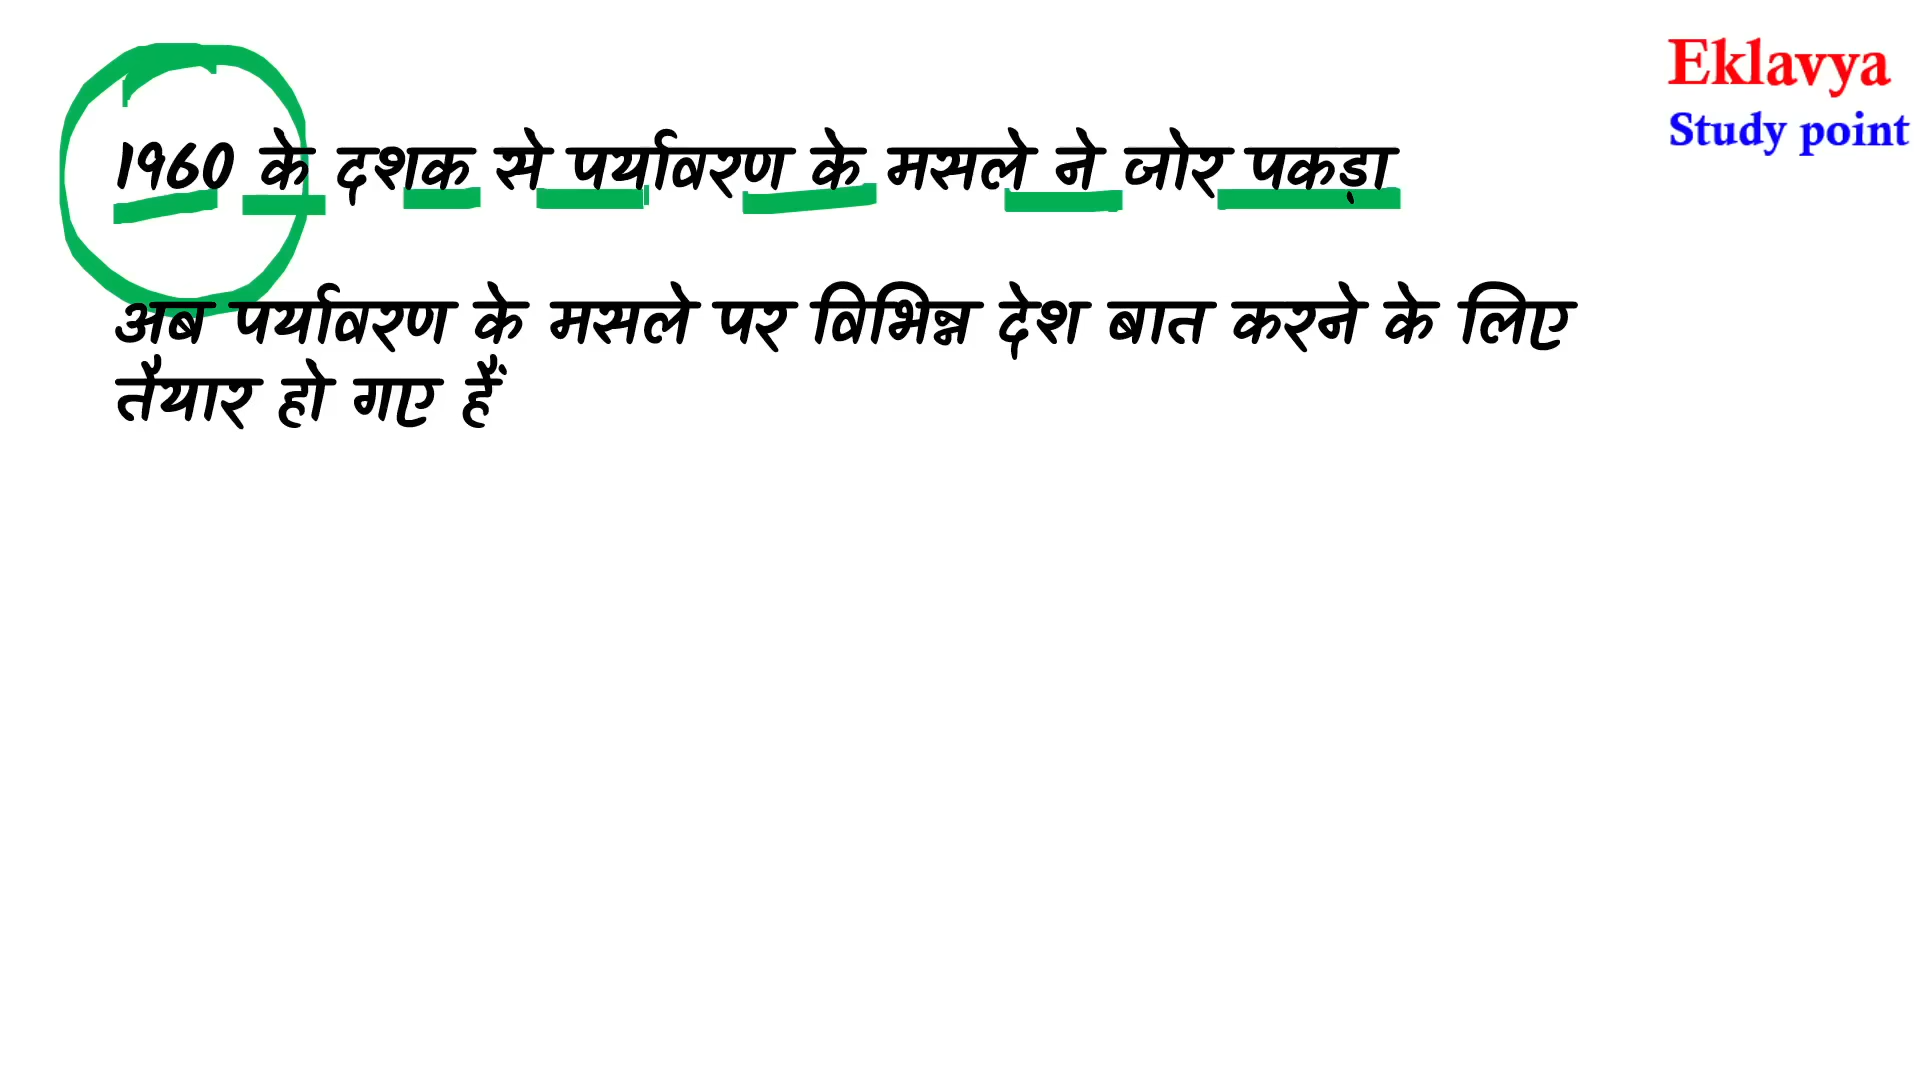 Eklavya
Study point
1960 के दशक से पर्यावरण के मसले ने जोर पकड़ा
अब पर्यावरण के मसले पर विभिन्न देश बात करने के लिए
तैयार हो गए हैं